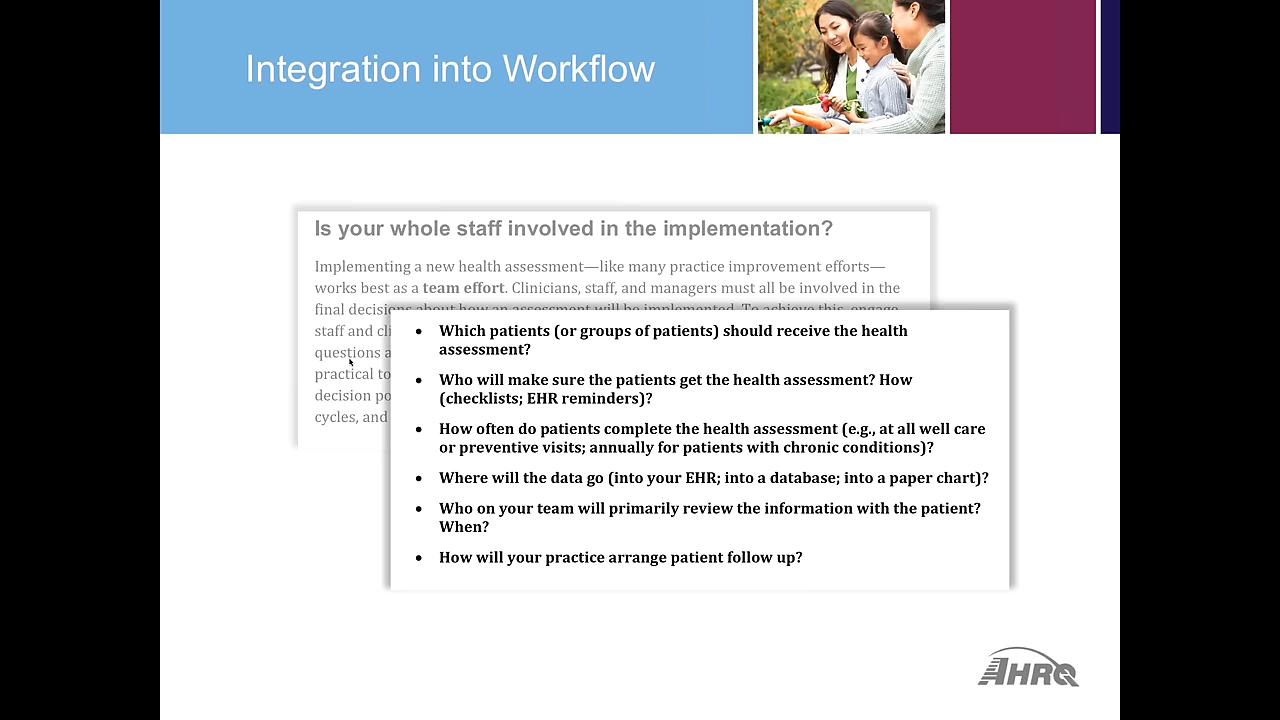 Integration into Workflow
Is your whole staff involved in the implementation?
Implementing a new health assessment—like many practice improvement efforts—
works best as a team effort. Clinicians, staff, and managers must all be involved in the
final decisions about how an assessment will be implemented. To achieve this, engage
staff and cli
questions a
practical to
decision po
cycles, and
• Which patients (or groups of patients) should receive the health
assessment?
• Who will make sure the patients get the health assessment? How
(checklists; EHR reminders)?
• How often do patients complete the health assessment (e.g., at all well care
or preventive visits; annually for patients with chronic conditions)?
• Where will the data go (into your EHR; into a database; into a paper chart)?
• Who on your team will primarily review the information with the patient?
When?
• How will your practice arrange patient follow up?
AHRQ